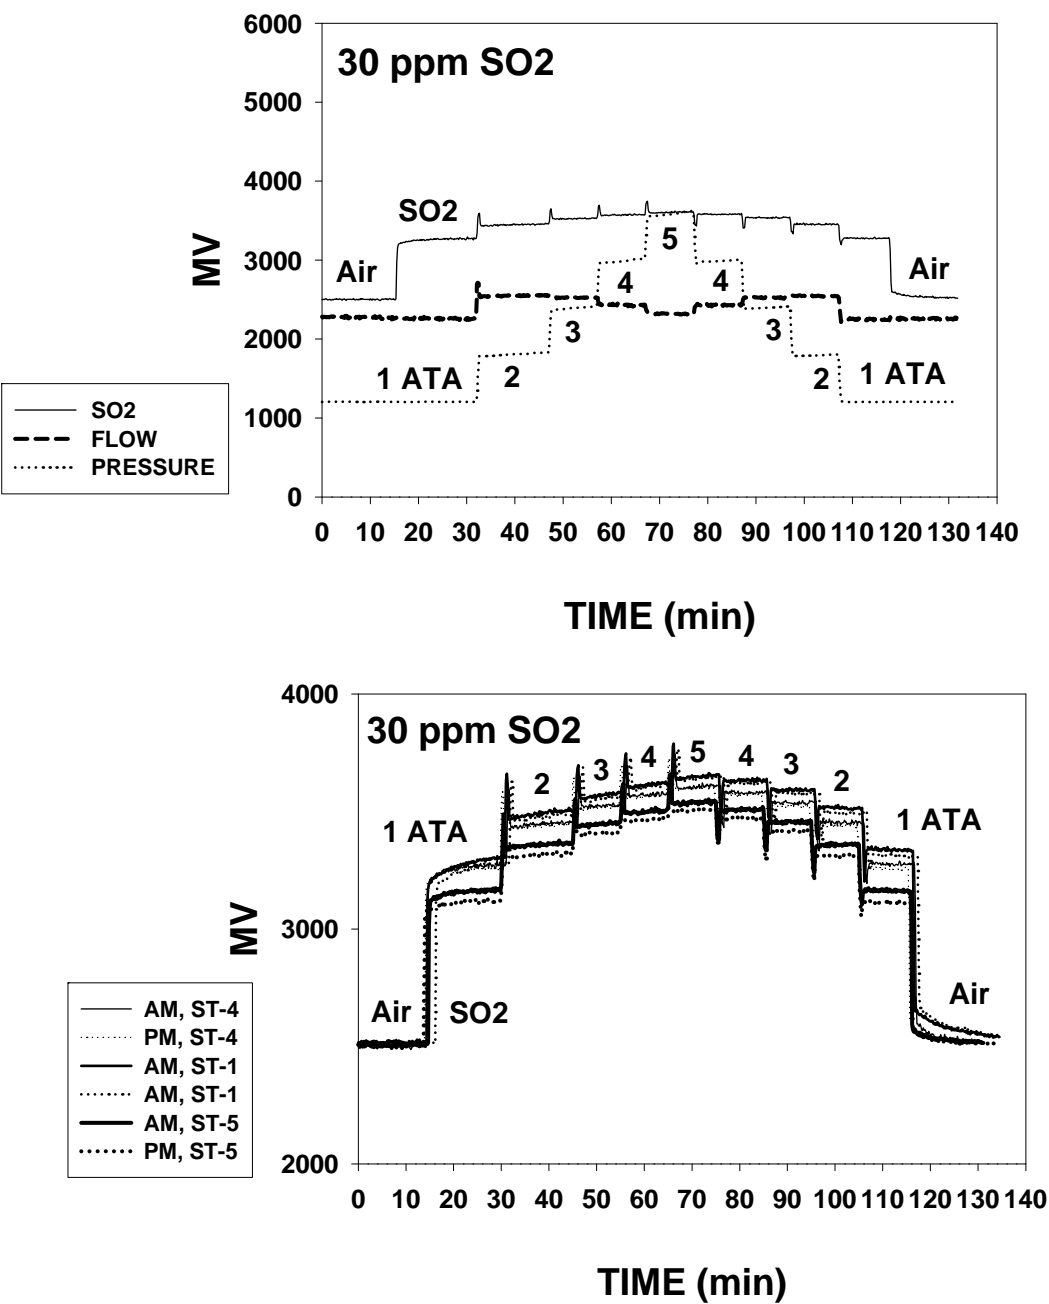 6000
30 ppm SO2
5000
4000
SO2
MV
3000
Air
5
4
4
Air
2000
3
3
1 ATA
2
2
1 ATA
SO2
FLOW
PRESSURE
1000
0
0 10 20 30 40 50 60 70 80 90 100 110 120 130 140
TIME (min)
4000
30 ppm SO2
2
3
4
5
4
3
2
1 ATA
1 ATA
MV
3000
Air
SO2
Air
AM, ST-4
PM, ST-4
AM, ST-1
AM, ST-1
AM, ST-5
PM, ST-5
2000
0 10 20 30 40 50 60 70 80 90 100 110 120 130 140
TIME (min)